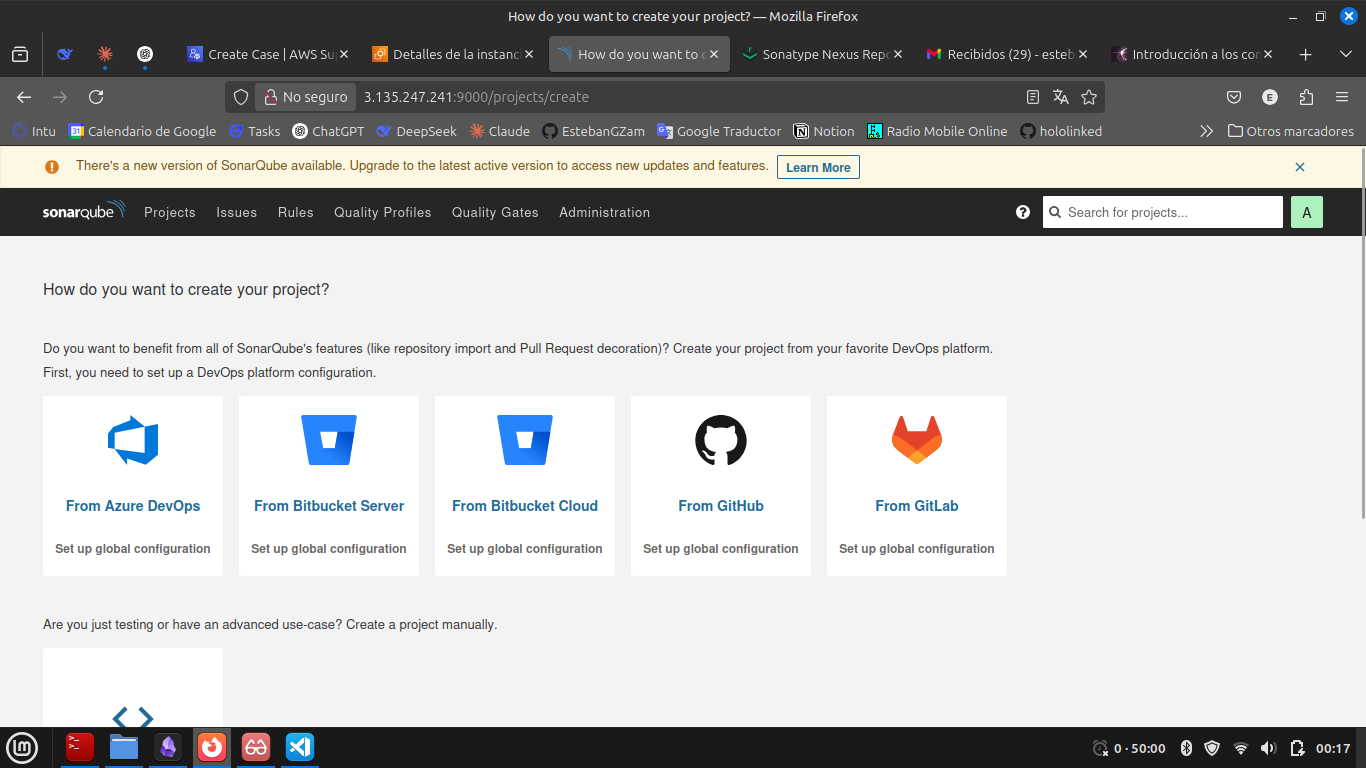 How do you want to create your project? — Mozilla Firefox
Create Case | AWS Su
Detalles de la instanc
How do you want to c
Sonatype Nexus Repo
Recibidos (29) - esteb
Introducción a los con
No seguro
3.135.247.241:9000/projects/create
E
Intu
31
Calendario de Google
Tasks
ChatGPT
DeepSeek
Claude
EstebanGZam
Google Traductor
Notion
Radio Mobile Online
hololinked
Otros marcadores
There's a new version of SonarQube available. Upgrade to the latest active version to access new updates and features.
Learn More
sonarqube
Projects
Issues
Rules
Quality Profiles
Quality Gates
Administration
?
Search for projects...
A
How do you want to create your project?
Do you want to benefit from all of SonarQube's features (like repository import and Pull Request decoration)? Create your project from your favorite DevOps platform.
First, you need to set up a DevOps platform configuration.
From Azure DevOps
From Bitbucket Server
From Bitbucket Cloud
From GitHub
From GitLab
Set up global configuration
Set up global configuration
Set up global configuration
Set up global configuration
Set up global configuration
Are you just testing or have an advanced use-case? Create a project manually.
0 · 50:00
00:17